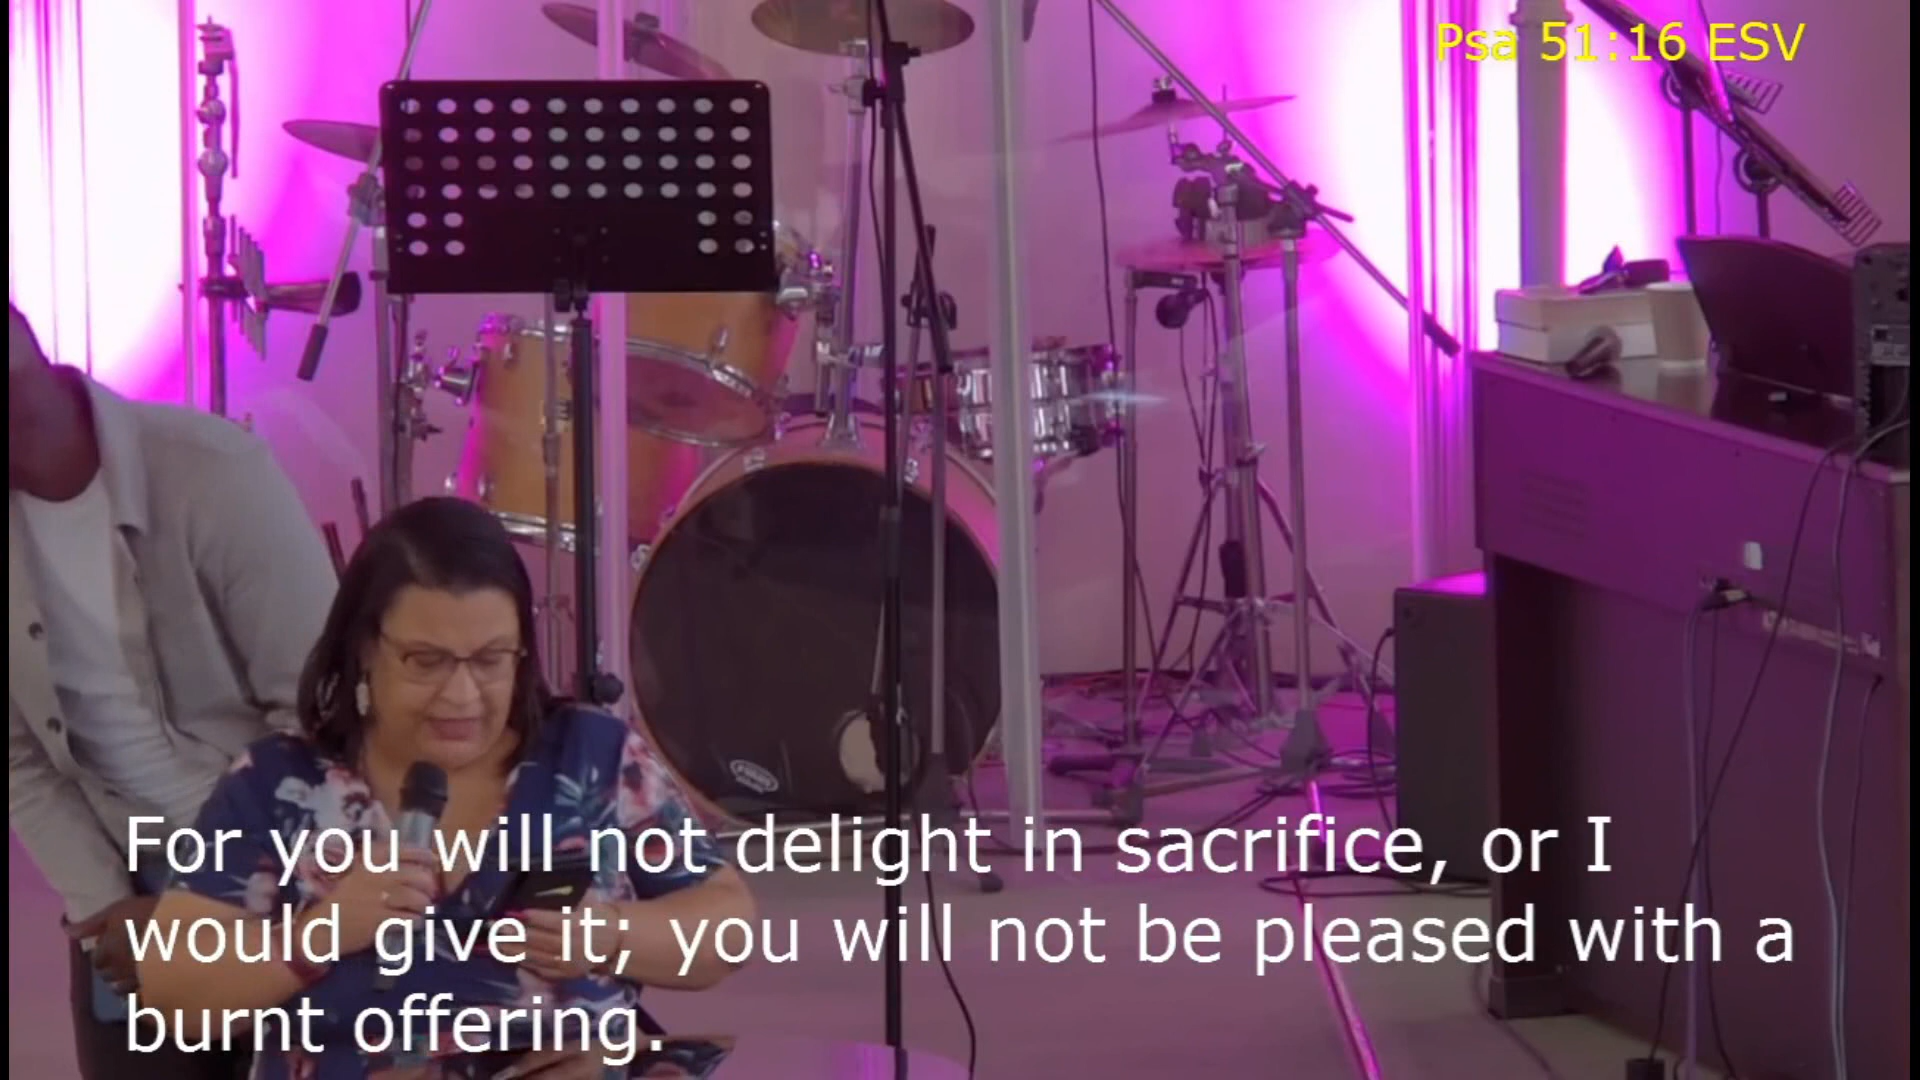 Psa 51:16 ESV
For you will not delight in sacrifice, or I
would give it; you will not be pleased with a
burnt offering.